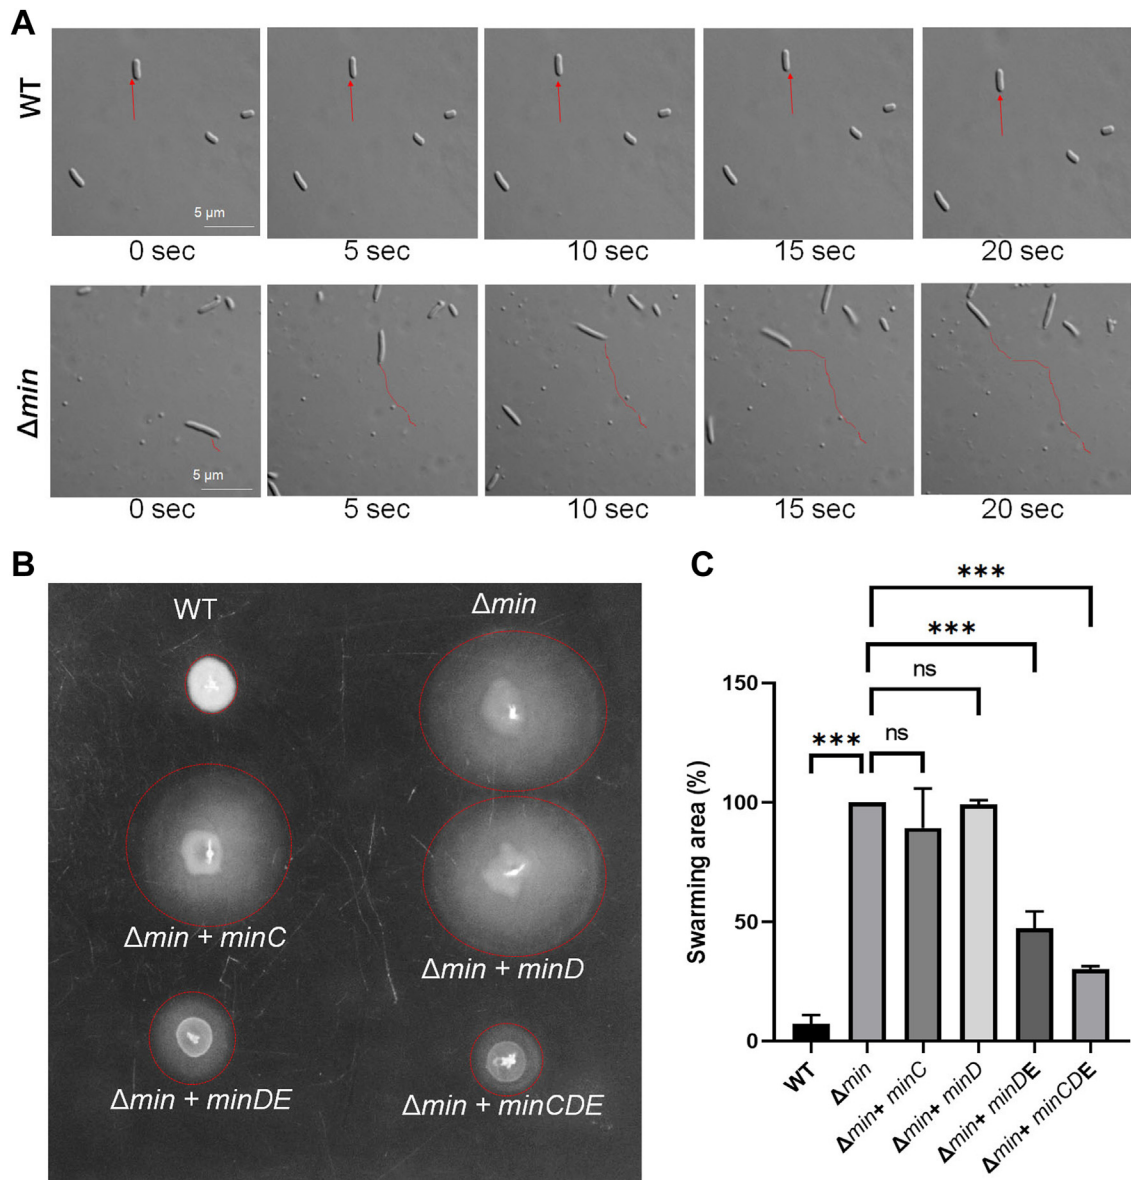 A
WT
5 µm
0 sec
5 sec
10 sec
15 sec
20 sec
Δmin
5 µm
0 sec
5 sec
10 sec
15 sec
20 sec
B
WT
Δmin
Δmin + minC
Δmin + minD
Δmin + minDE
Δmin + minCDE
C
***
***
ns
*** ns
Swarming area (%)
150
100
50
0
WT
Δmin
Δmin+ minC
Δmin+ minD
Δmin+ minDE
Δmin+ minCDE